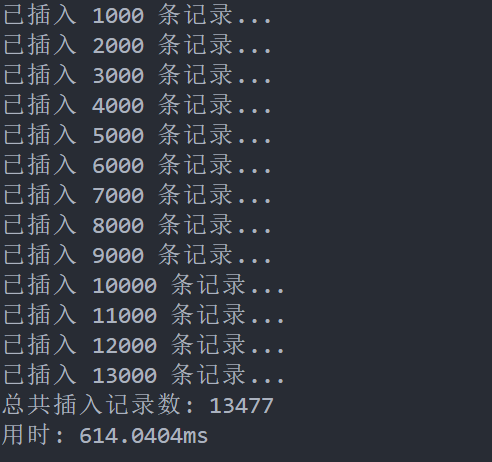 已插入 1000 条记录...
已插入 2000 条记录...
已插入 3000 条记录...
已插入 4000 条记录...
已插入 5000 条记录...
已插入 6000 条记录...
已插入 7000 条记录...
已插入 8000 条记录...
已插入 9000 条记录...
已插入 10000 条记录...
已插入 11000 条记录...
已插入 12000 条记录...
已插入 13000 条记录...
总共插入记录数: 13477
用时: 614.0404ms